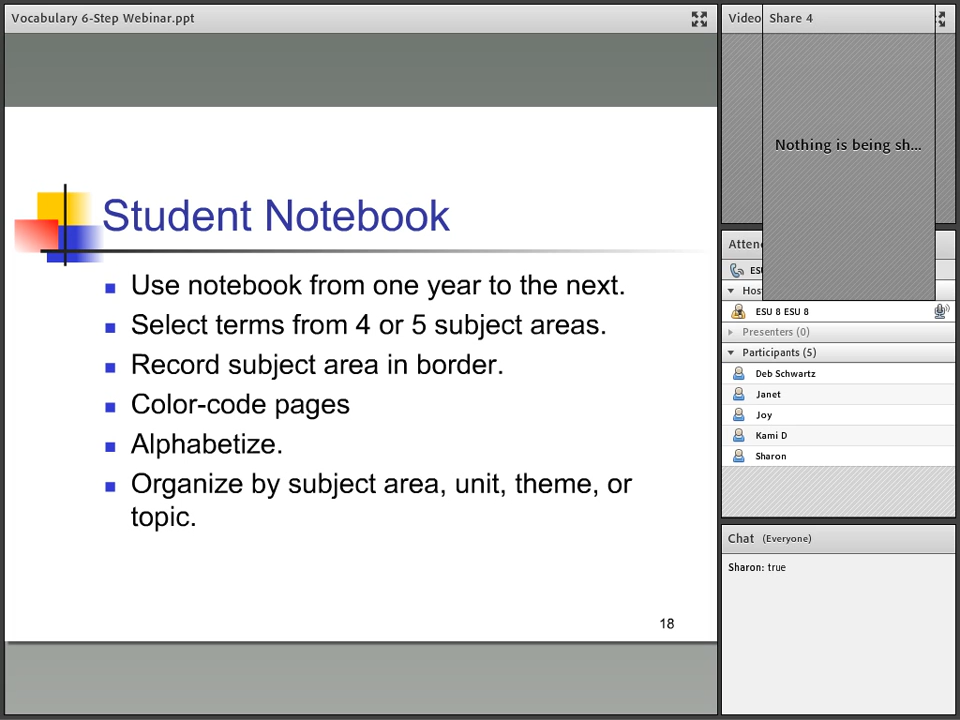 Vocabulary 6-Step Webinar.ppt
Student Notebook
Use notebook from one year to the next.
Select terms from 4 or 5 subject areas.
Record subject area in border.
Color-code pages
Alphabetize.
Organize by subject area, unit, theme, or
topic.
18
Video
Share 4
Nothing is being sh...
Atten
ESU
Hos
ESU 8 ESU 8
Presenters (0)
Participants (5)
Deb Schwartz
Janet
Joy
Kami D
Sharon
Chat (Everyone)
Sharon: true